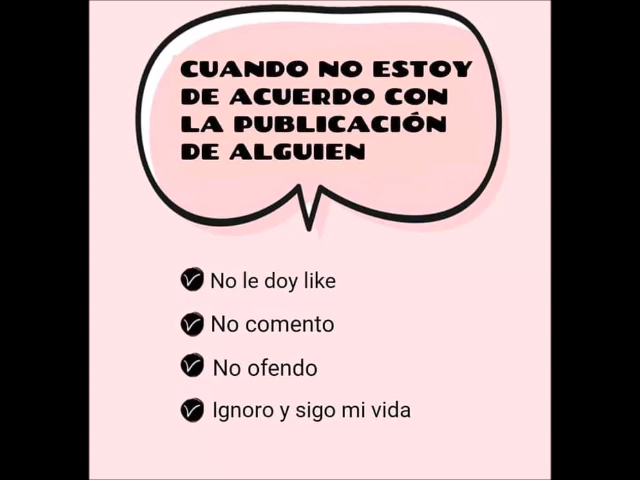 CUANDO NO ESTOY
DE ACUERDO CON
LA PUBLICACIÓN
DE ALGUIEN
No le doy like
No comento
No ofendo
Ignoro y sigo mi vida